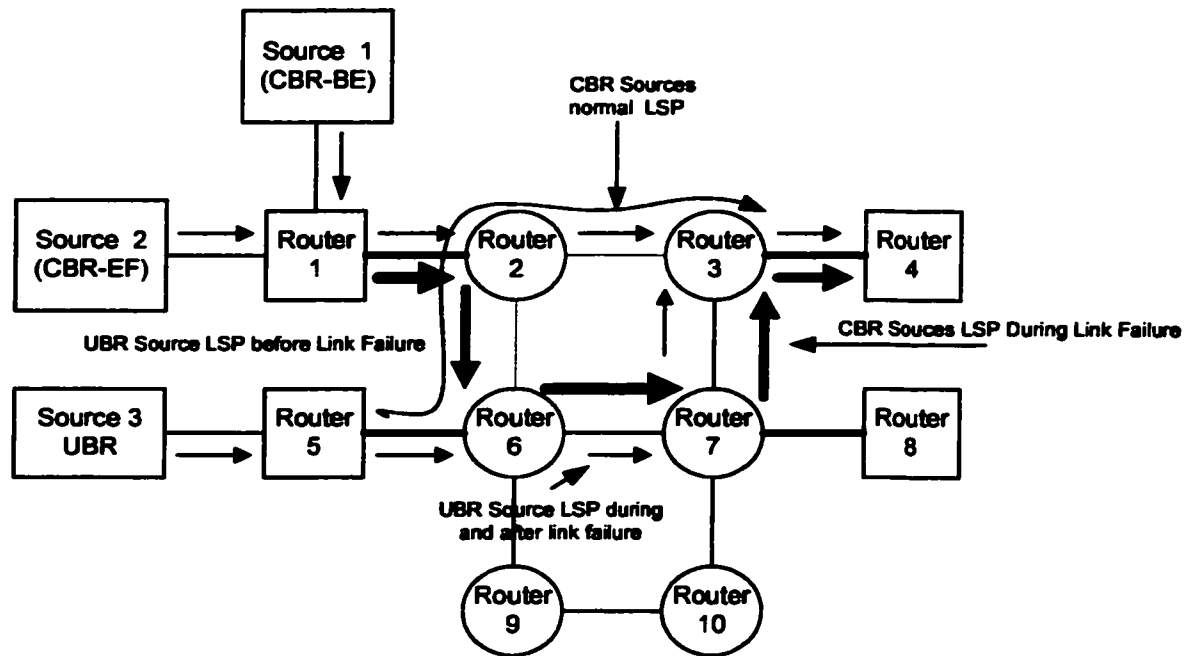 Source 1
(CBR-BE)
CBR Sources
normal LSP
Source 2
(CBR-EF)
Router
1
Router
2
Router
3
Router
4
UBR Source LSP before Link Failure
CBR Souces LSP During Link Failure
Source 3
UBR
Router
5
Router
6
Router
7
Router
8
UBR Source LSP during
and after link failure
Router
9
Router
10